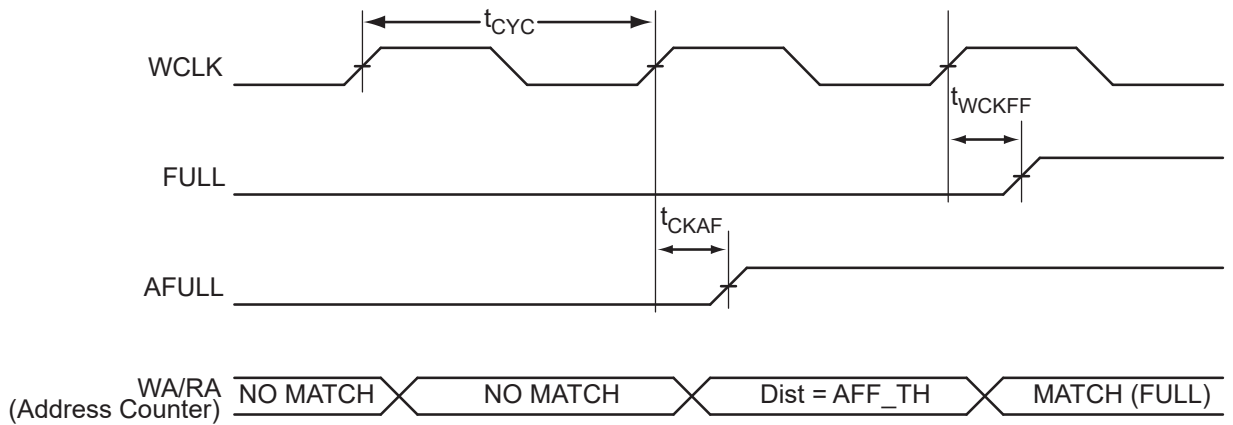 tCYC
WCLK
tWCKFF
FULL
tCKAF
AFULL
WA/RA
(Address Counter)
NO MATCH
NO MATCH
Dist = AFF_TH
MATCH (FULL)